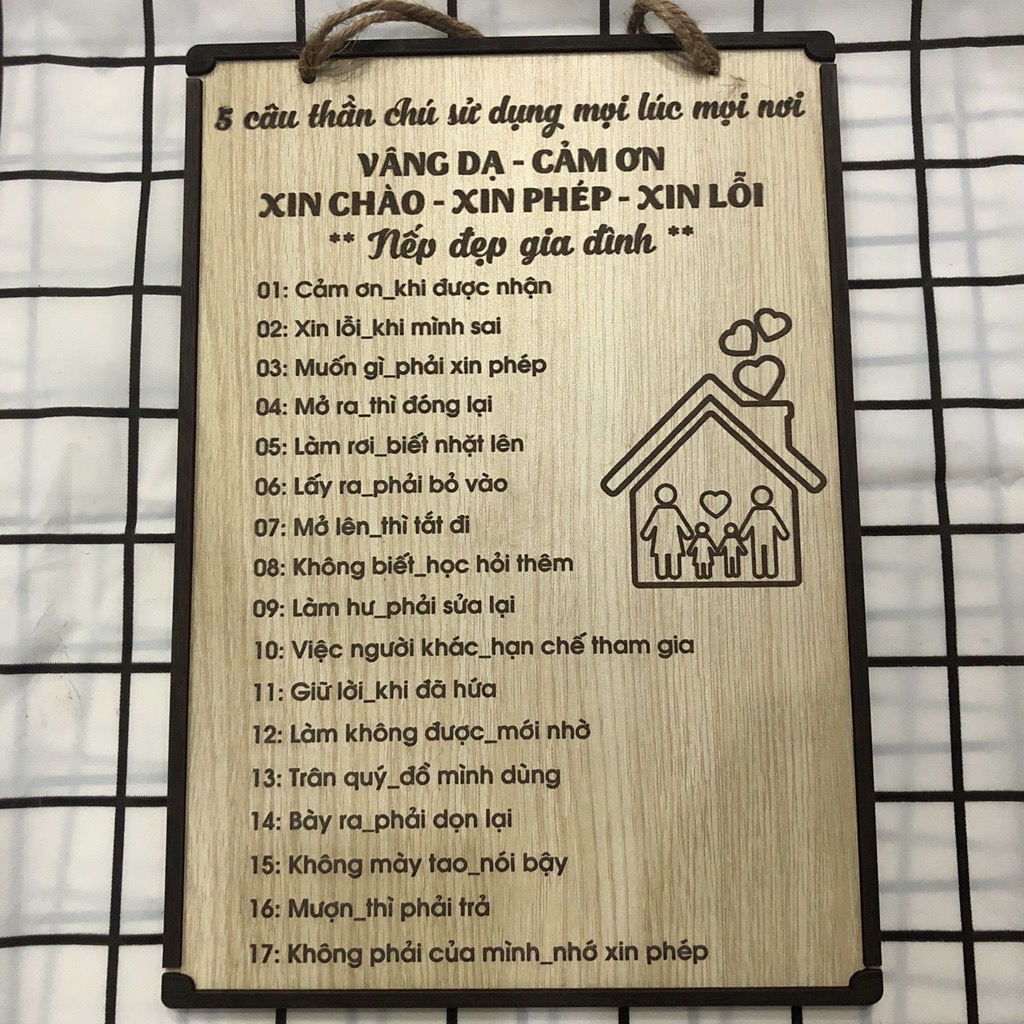 5 câu thần chú sử dụng mọi lúc mọi nơi
VÂNG DẠ - CẢM ƠN
XIN CHÀO - XIN PHÉP - XIN LỖI
** Nếp đẹp gia đình **
01: Cảm ơn_khi được nhận
02: Xin lỗi_khi mình sai
03: Muốn gì_phải xin phép
04: Mở ra_thì đóng lại
05: Làm rơi_biết nhặt lên
06: Lấy ra_phải bỏ vào
07: Mở lên_thì tắt đi
08: Không biết_học hỏi thêm
09: Làm hư_phải sửa lại
10: Việc người khác_hạn chế tham gia
11: Giữ lời_khi đã hứa
12: Làm không được_mới nhờ
13: Trân quý_đồ mình dùng
14: Bày ra_phải dọn lại
15: Không mày tao_nói bậy
16: Mượn_thì phải trả
17: Không phải của mình_nhớ xin phép